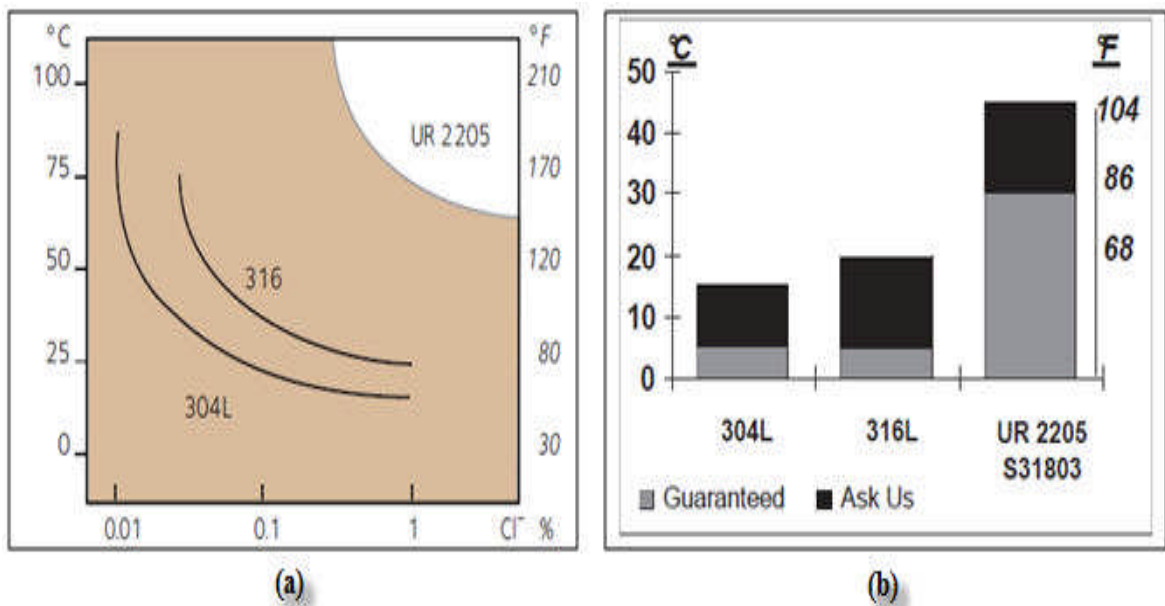 °C
°F
100
210
UR 2205
75
170
50
120
316
25
80
304L
0
30
0.01
0.1
1
Cl⁻ %
(a)
°C
°F
50
104
40
86
30
68
20
10
0
304L
316L
UR 2205
S31803
Guaranteed
Ask Us
(b)